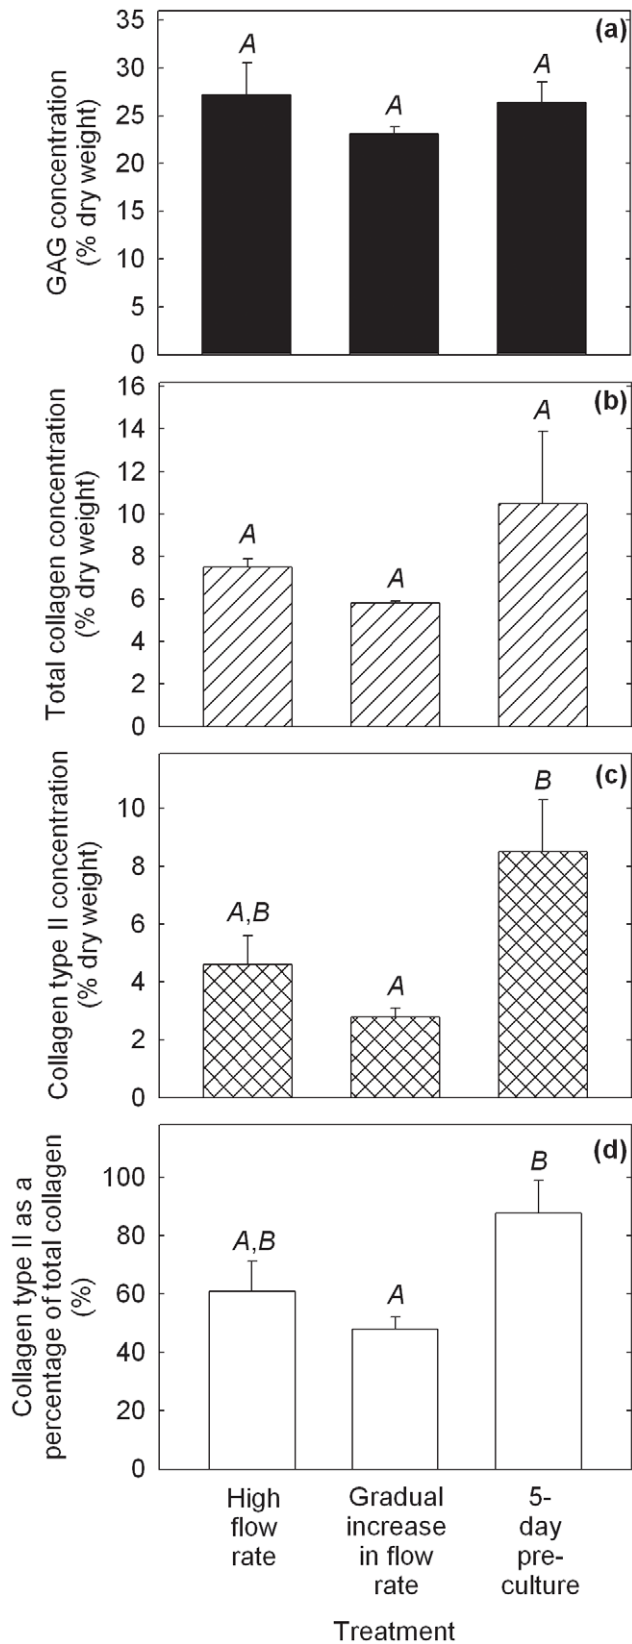 (a)
GAG concentration
(% dry weight)
35
30
25
20
15
10
5
0
A
A
A
(b)
Total collagen concentration
(% dry weight)
16
14
12
10
8
6
4
2
0
A
A
A
(c)
Collagen type II concentration
(% dry weight)
10
8
6
4
2
0
A,B
A
B
(d)
Collagen type II as a
percentage of total collagen
(%)
100
80
60
40
20
0
A,B
A
B
High
flow
rate
Gradual
increase
in flow
rate
5-
day
pre-
culture
Treatment